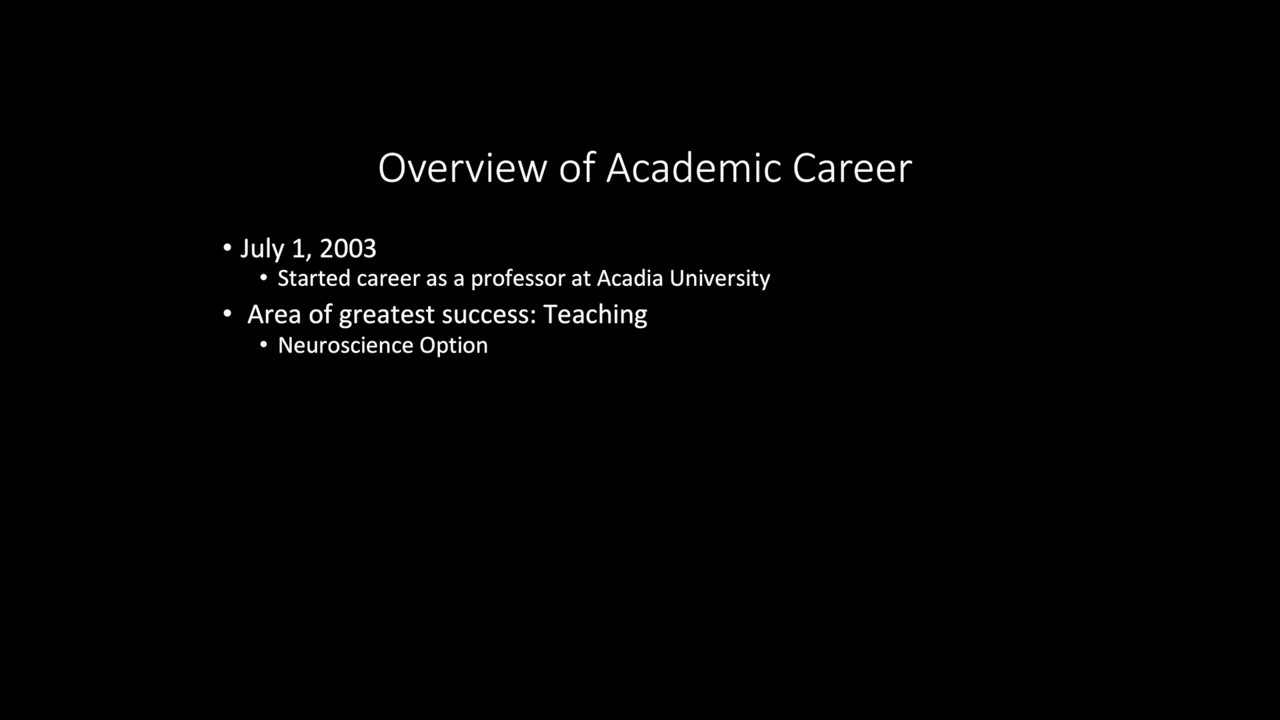 Overview of Academic Career
• July 1, 2003
• Started career as a professor at Acadia University
• Area of greatest success: Teaching
• Neuroscience Option